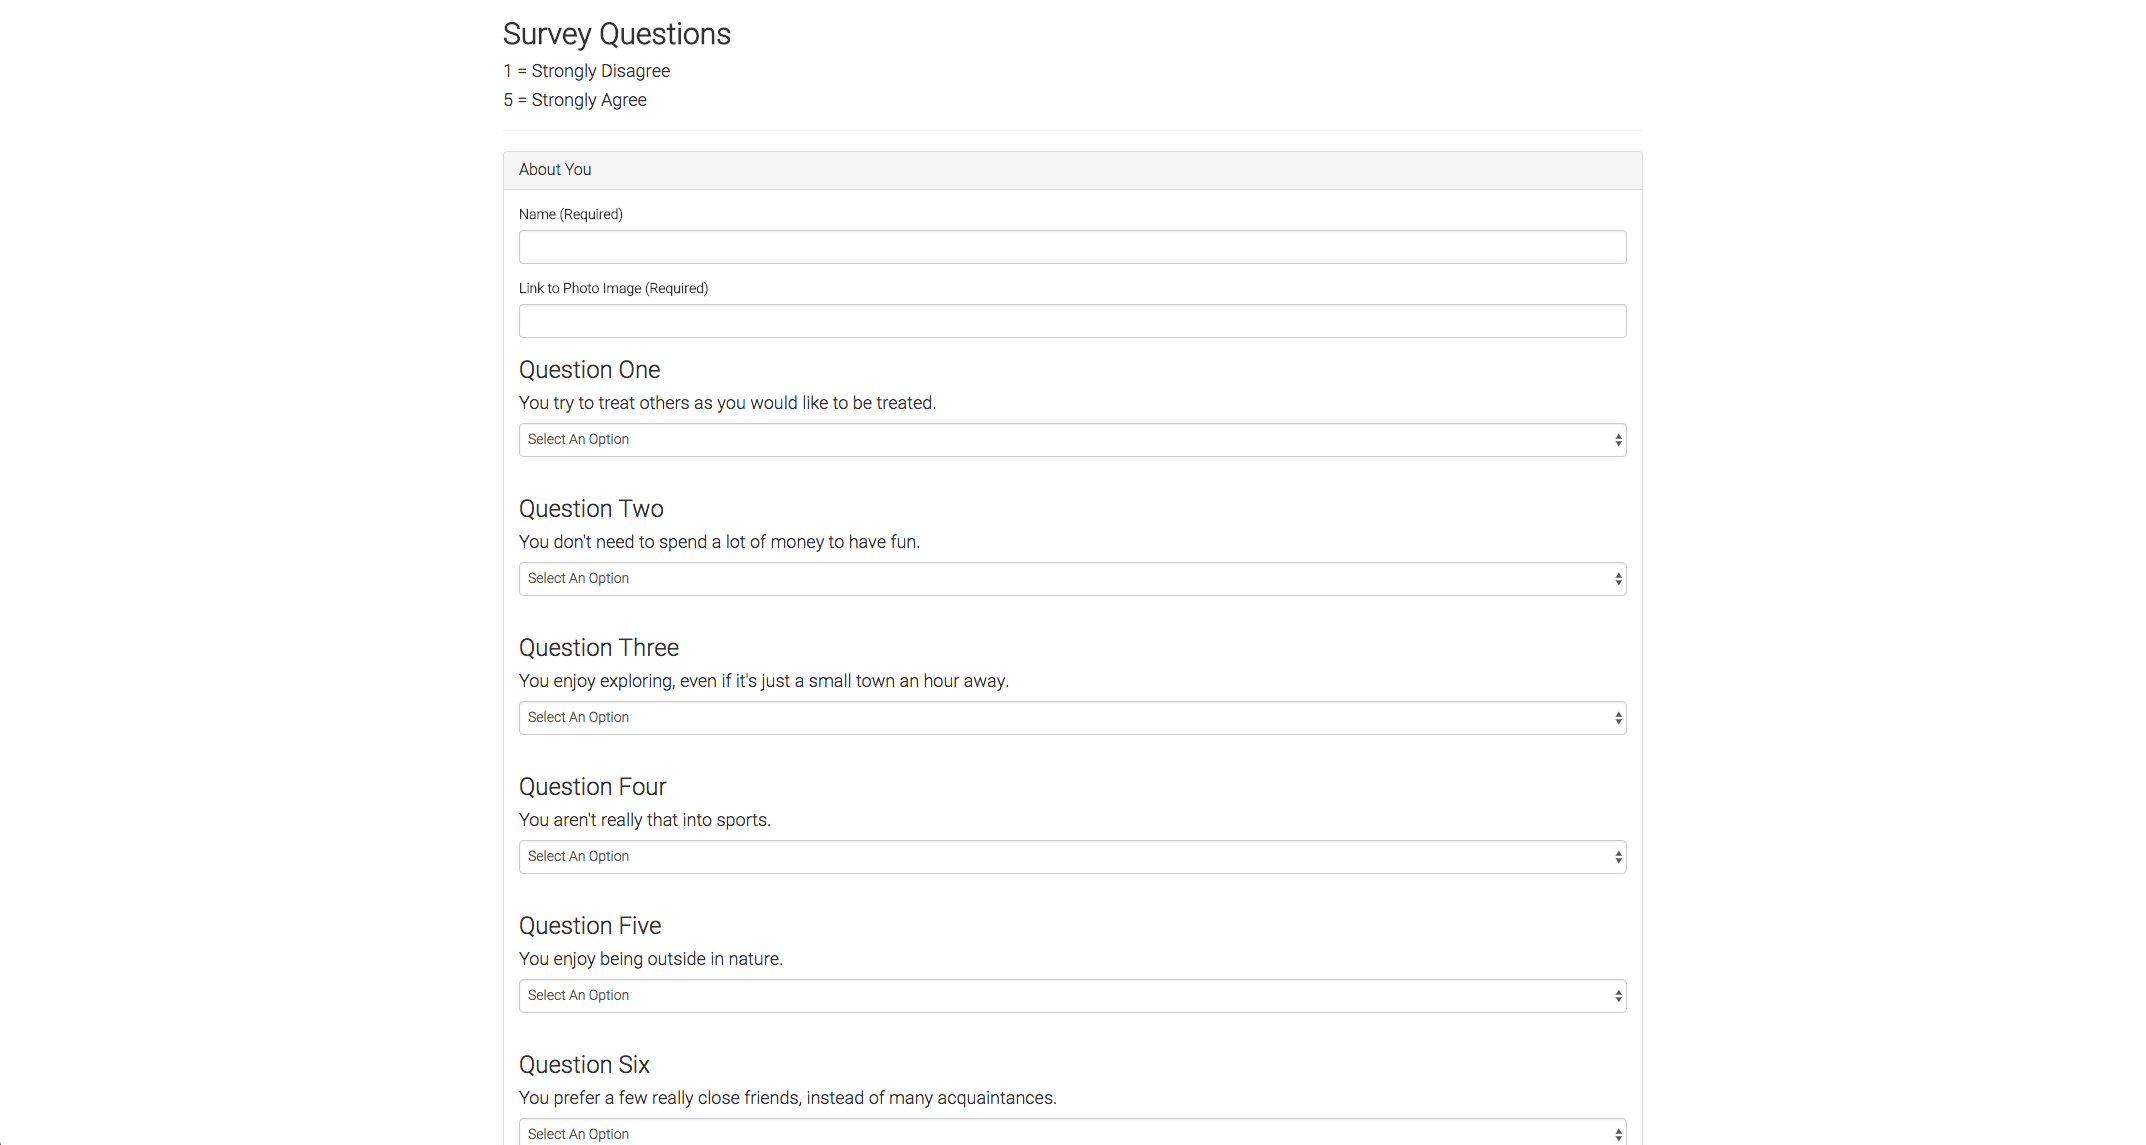 Survey Questions
1 = Strongly Disagree
5 = Strongly Agree
About You
Name (Required)
Link to Photo Image (Required)
Question One
You try to treat others as you would like to be treated.
Select An Option
Question Two
You don't need to spend a lot of money to have fun.
Select An Option
Question Three
You enjoy exploring, even if it's just a small town an hour away.
Select An Option
Question Four
You aren't really that into sports.
Select An Option
Question Five
You enjoy being outside in nature.
Select An Option
Question Six
You prefer a few really close friends, instead of many acquaintances.
Select An Option